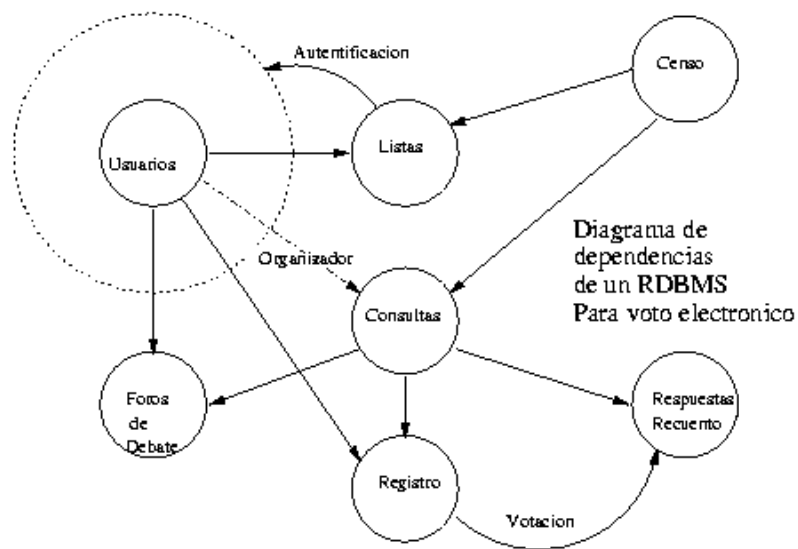 Autentificacion
Censo
Usuarios
Listas
Organizador
Diagrama de
dependencias
de un RDBMS
Para voto electronico
Consultas
Foros
de
Debate
Respuestas
Recuento
Registro
Votacion